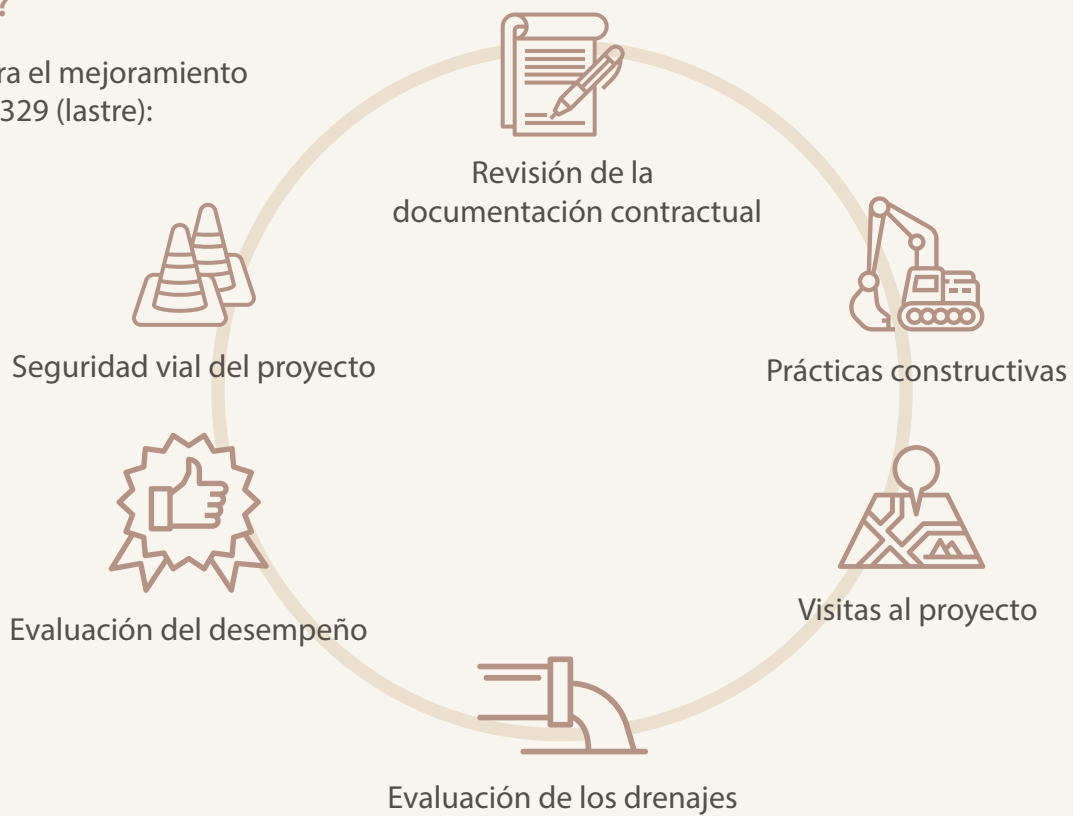 ?
ra el mejoramiento
329 (lastre):
Revisión de la
documentación contractual
Seguridad vial del proyecto
Prácticas constructivas
Evaluación del desempeño
Visitas al proyecto
Evaluación de los drenajes